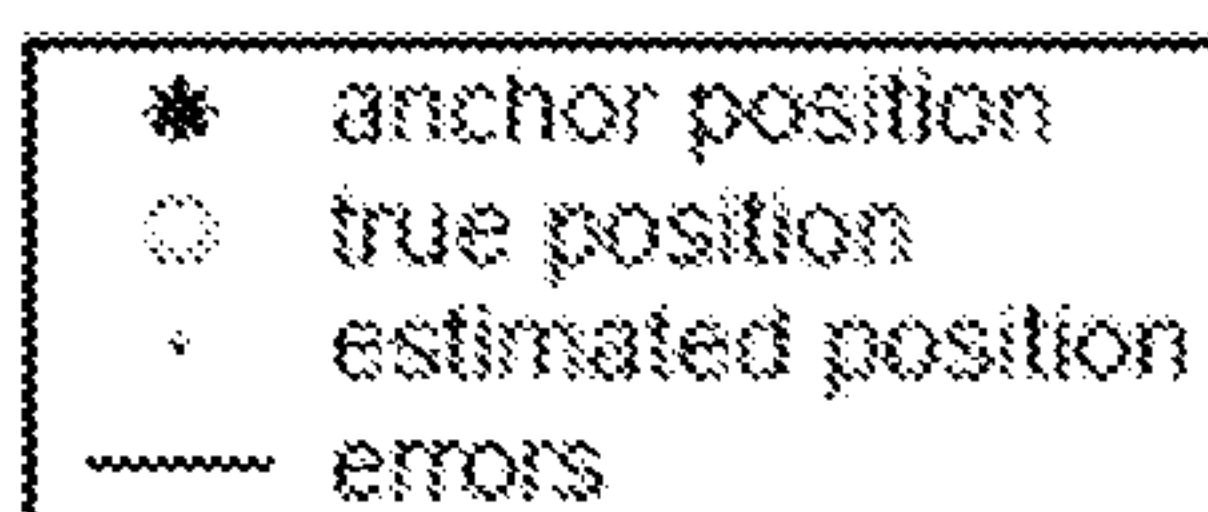 anchor position
true position
estimated position
errors